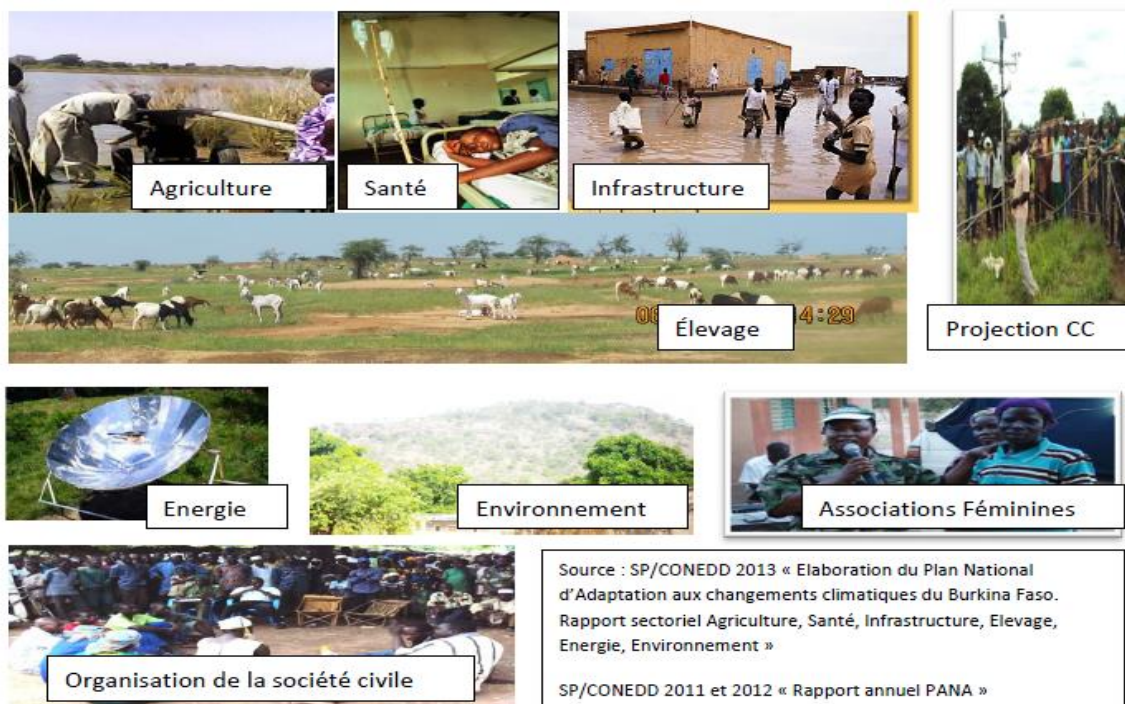 Agriculture
Santé
Infrastructure
Élevage
4:29
Projection CC
Energie
Environnement
Associations Féminines
Organisation de la société civile
Source : SP/CONEDD 2013 « Elaboration du Plan National
d’Adaptation aux changements climatiques du Burkina Faso.
Rapport sectoriel Agriculture, Santé, Infrastructure, Elevage,
Energie, Environnement »
SP/CONEDD 2011 et 2012 « Rapport annuel PANA »